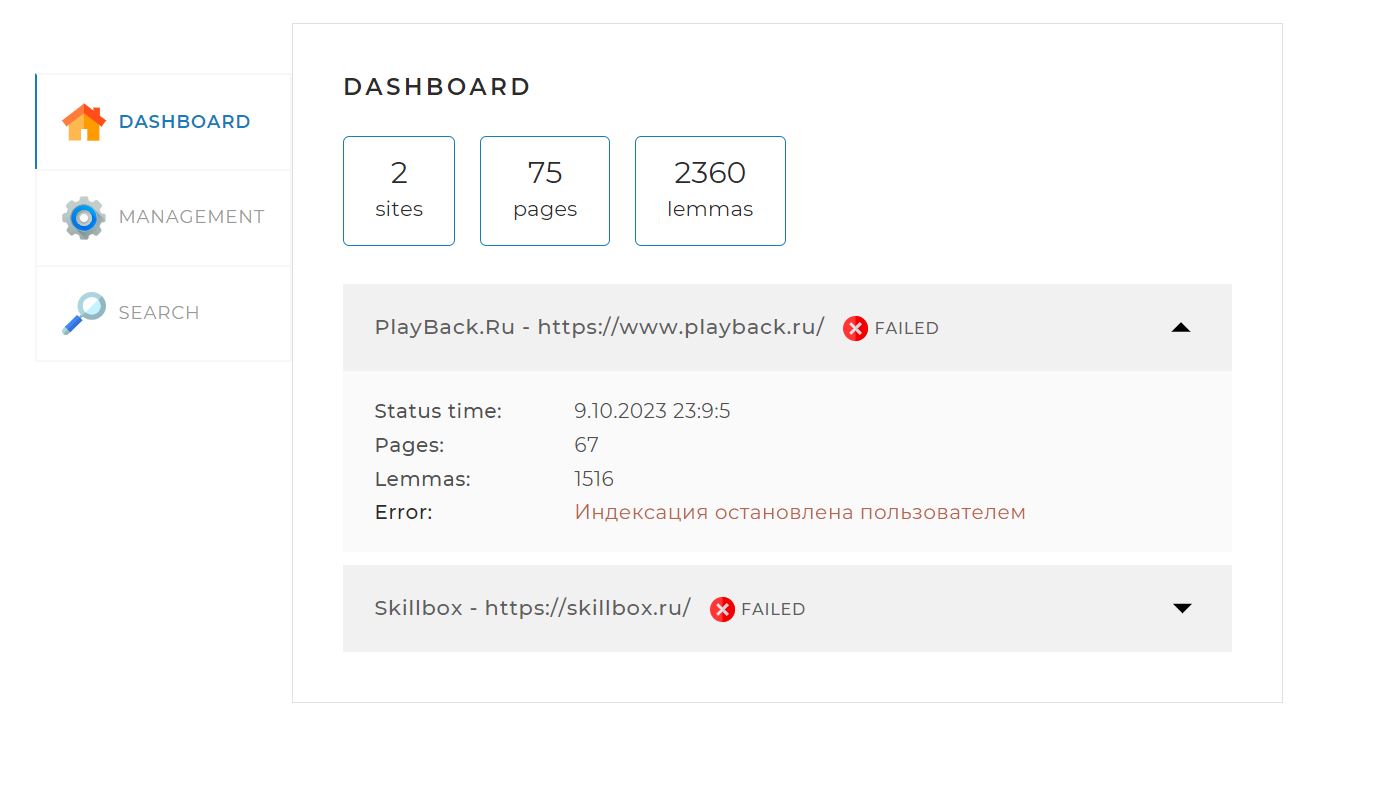 DASHBOARD
MANAGEMENT
SEARCH
DASHBOARD
2
sites
75
pages
2360
lemmas
PlayBack.Ru - https://www.playback.ru/ FAILED
Status time: 9.10.2023 23:9:5
Pages: 67
Lemmas: 1516
Error: Индексация остановлена пользователем
Skillbox - https://skillbox.ru/ FAILED